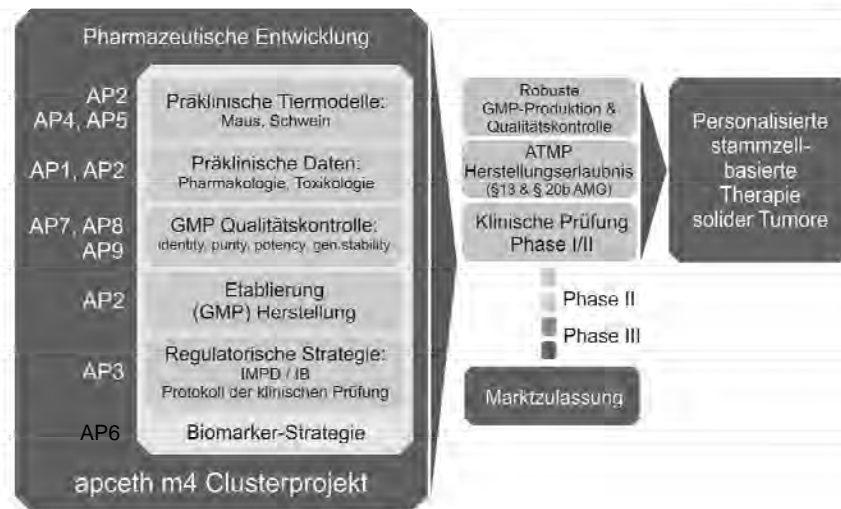 Pharmazeutische Entwicklung
AP2
AP4, AP5
Präklinische Tiermodelle:
Maus, Schwein
AP1, AP2
Präklinische Daten:
Pharmakologie, Toxikologie
AP7, AP8
AP9
GMP Qualitätskontrolle:
identity, purity, potency, gen.stability
AP2
Etablierung
(GMP) Herstellung
AP3
Regulatorische Strategie:
IMPD / IB
Protokoll der klinischen Prüfung
AP6
Biomarker-Strategie
apceth m4 Clusterprojekt
Robuste
GMP-Produktion &
Qualitätskontrolle
ATMP
Herstellungserlaubnis
(§13 & § 20b AMG)
Klinische Prüfung
Phase I/II
Phase II
Phase III
Marktzulassung
Personalisierte
stammzell-
basierte
Therapie
solider Tumore